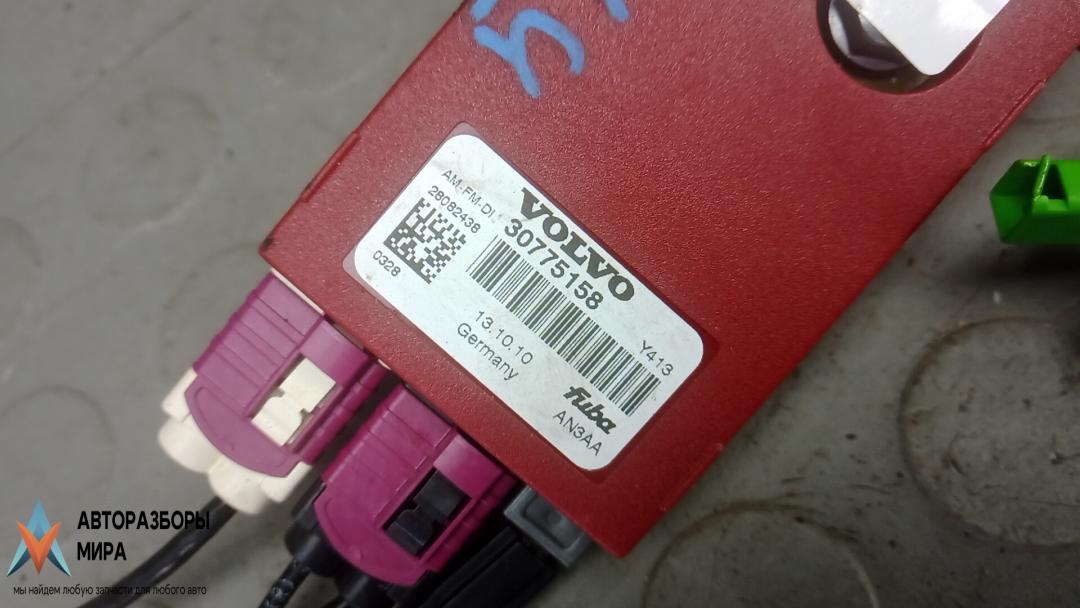 AM-FM-DI
28082438
0328
VOLVO
30775158
13.10.10
Germany
Y413
fuba
AN3AA
АВТОРАЗБОРЫ
МИРА
мы найдем любую запчасти для любого авто